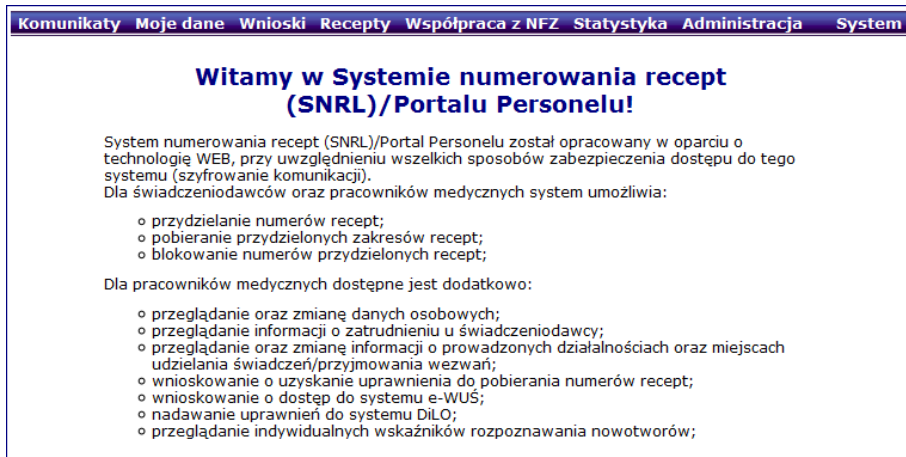 Komunikaty Moje dane Wnioski Recepty Współpraca z NFZ Statystyka Administracja System
Witamy w Systemie numerowania recept
(SNRL)/Portalu Personelu!
System numerowania recept (SNRL)/Portal Personelu został opracowany w oparciu o
technologię WEB, przy uwzględnieniu wszelkich sposobów zabezpieczenia dostępu do tego
systemu (szyfrowanie komunikacji).
Dla świadczeniodawców oraz pracowników medycznych system umożliwia:
przydzielanie numerów recept;
pobieranie przydzielonych zakresów recept;
blokowanie numerów przydzielonych recept;
Dla pracowników medycznych dostępne jest dodatkowo:
przeglądanie oraz zmianę danych osobowych;
przeglądanie informacji o zatrudnieniu u świadczeniodawcy;
przeglądanie oraz zmianę informacji o prowadzonych działalnościach oraz miejscach
udzielania świadczeń/przyjmowania wezwań;
wnioskowanie o uzyskanie uprawnienia do pobierania numerów recept;
wnioskowanie o dostęp do systemu e-WUŚ;
nadawanie uprawnień do systemu DiLO;
przeglądanie indywidualnych wskaźników rozpoznawania nowotworów;